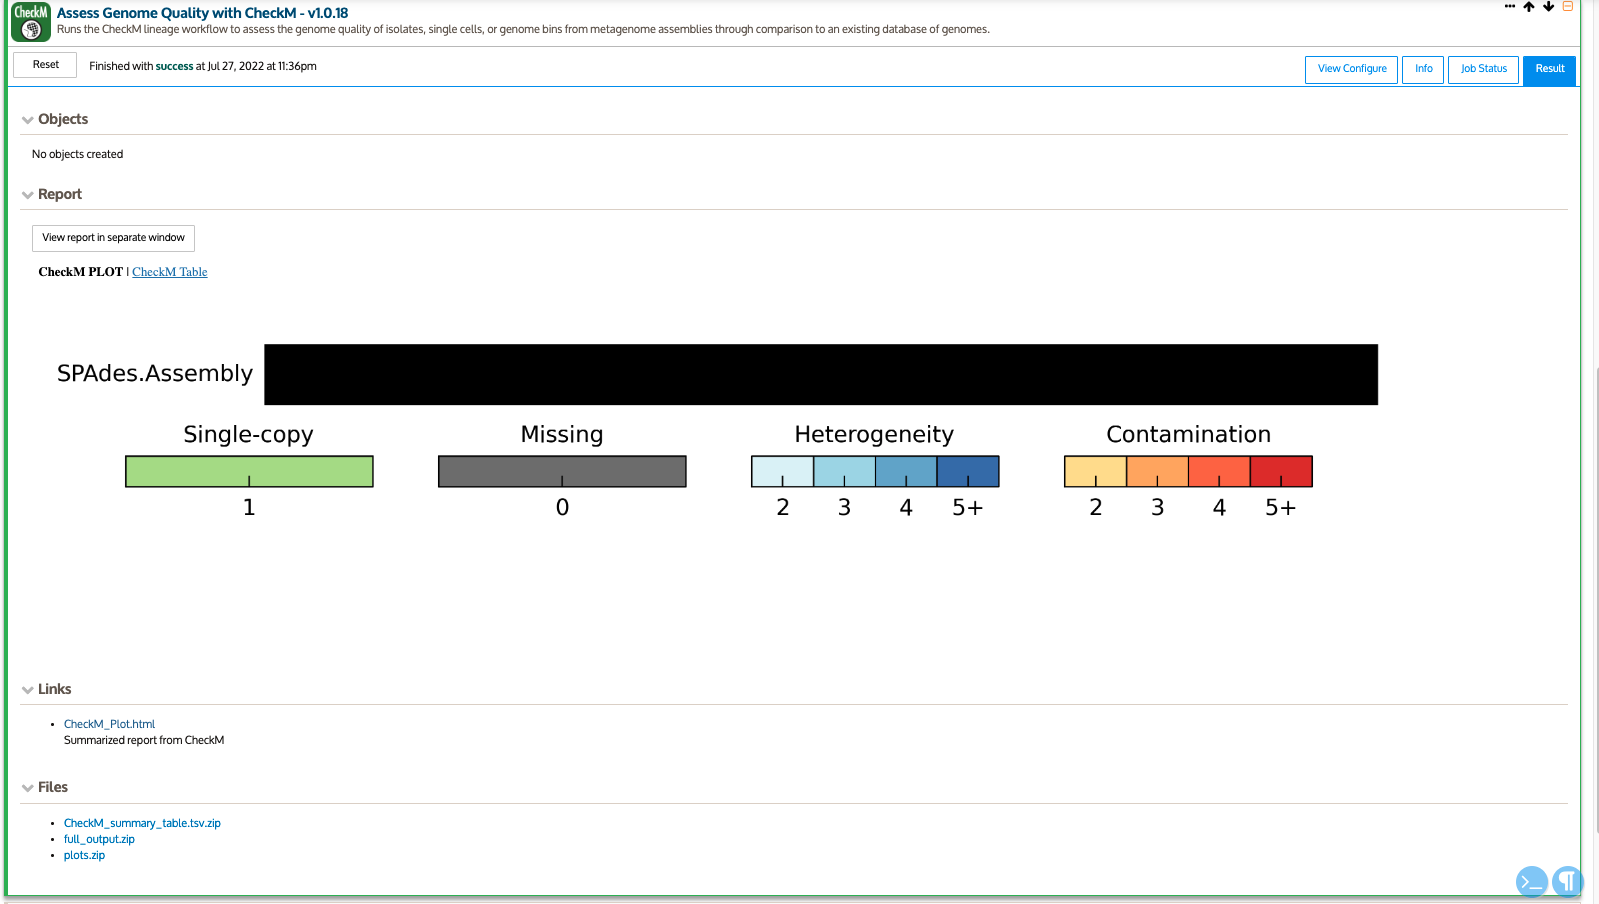 CheckM
Assess Genome Quality with CheckM - v1.0.18
Runs the CheckM lineage workflow to assess the genome quality of isolates, single cells, or genome bins from metagenome assemblies through comparison to an existing database of genomes.
Reset
Finished with success at Jul 27, 2022 at 11:36pm
View Configure
Info
Job Status
Result
Objects
No objects created
Report
View report in separate window
CheckM PLOT | CheckM Table
SPAdes.Assembly
Single-copy Missing Heterogeneity Contamination
1 0 2 3 4 5+ 2 3 4 5+
Links
• CheckM_Plot.html
Summarized report from CheckM
Files
• CheckM_summary_table.tsv.zip
• full_output.zip
• plots.zip